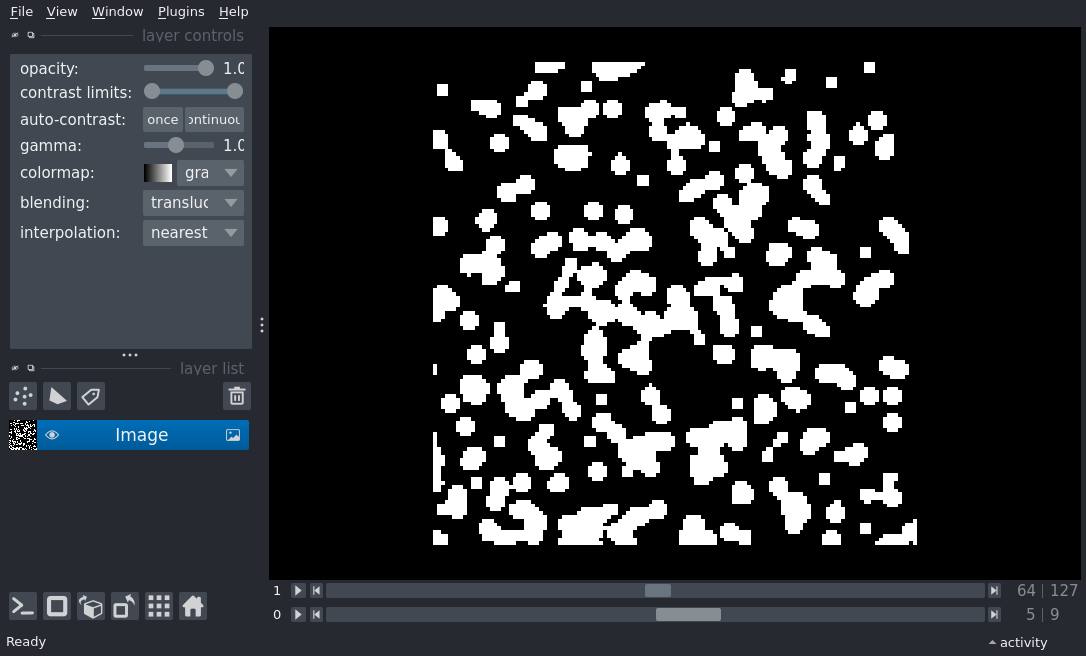 File View Window Plugins Help
layer controls
opacity: 1.0
contrast limits:
auto-contrast: once ontinuou
gamma: 1.0
colormap: gra
blending: transluc
interpolation: nearest
layer list
Image
1 64 127
0 5 9
Ready activity